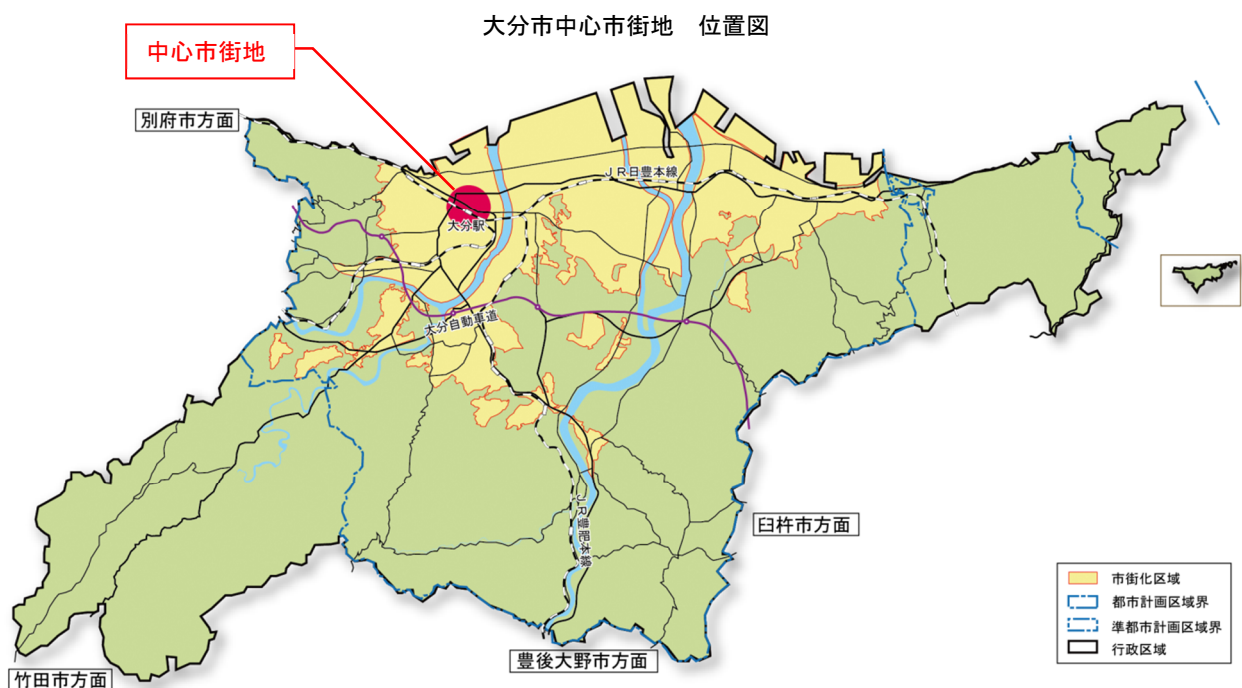 大分市中心市街地 位置図
中心市街地
別府市方面
JR日豊本線
大分駅
大分自動車道
JR豊肥本線
臼杵市方面
豊後大野市方面
竹田市方面
市街化区域
都市計画区域界
準都市計画区域界
行政区域